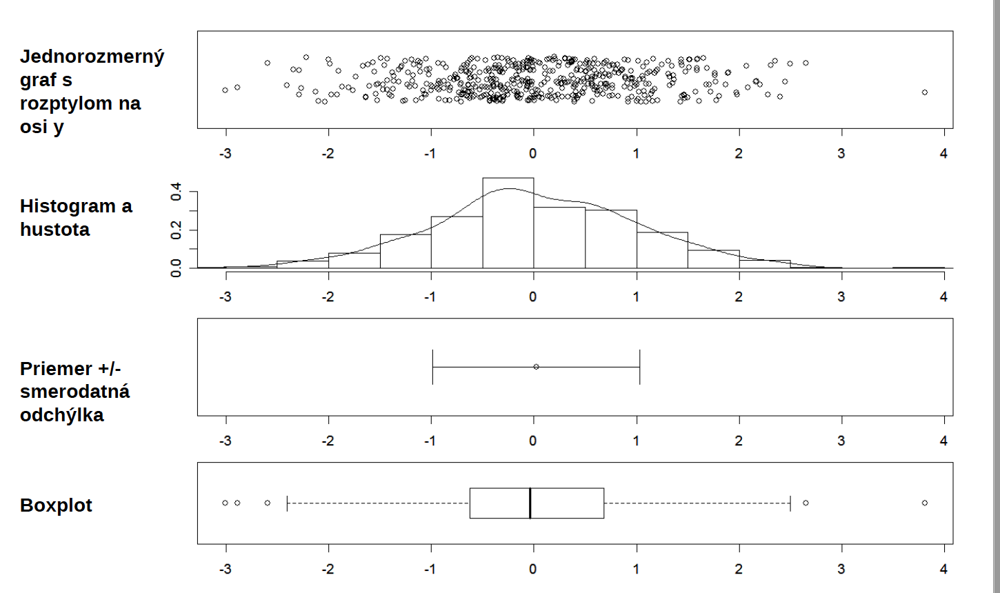 Jednorozmerný
graf s
rozptylom na
osi y
-3 -2 -1 0 1 2 3 4
Histogram a
hustota
0.4
0.2
0.0
-3 -2 -1 0 1 2 3 4
Priemer +/-
smerodatná
odchýlka
-3 -2 -1 0 1 2 3 4
Boxplot
-3 -2 -1 0 1 2 3 4